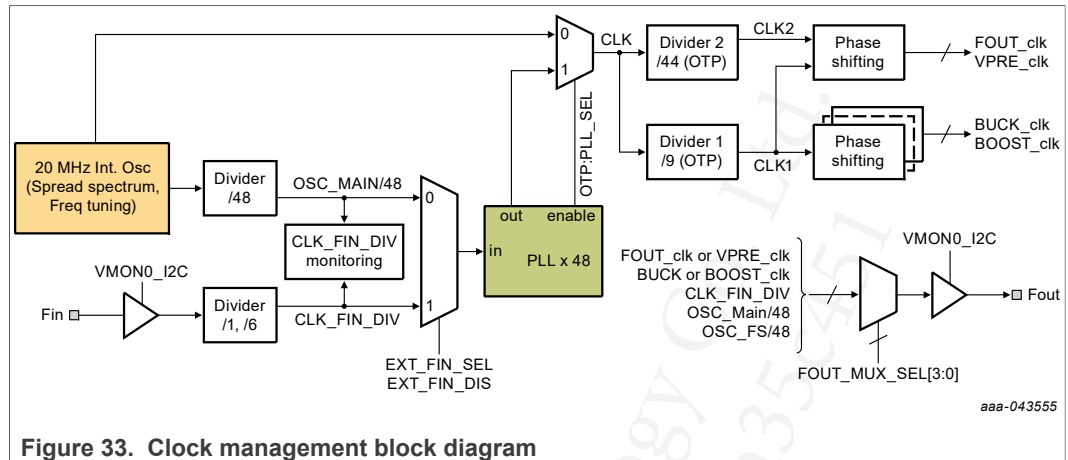 0
1
CLK
Divider 2
/44 (OTP)
CLK2
Phase
shifting
FOUT_clk
VPRE_clk
OTP:PLL_SEL
Divider 1
/9 (OTP)
CLK1
Phase
shifting
BUCK_clk
BOOST_clk
20 MHz Int. Osc
(Spread spectrum,
Freq tuning)
Divider
/48
OSC_MAIN/48
0
CLK_FIN_DIV
monitoring
out enable
in
PLL x 48
VMON0_I2C
Fin
Divider
/1, /6
CLK_FIN_DIV
1
EXT_FIN_SEL
EXT_FIN_DIS
FOUT_clk or VPRE_clk
BUCK or BOOST_clk
CLK_FIN_DIV
OSC_Main/48
OSC_FS/48
VMON0_I2C
Fout
FOUT_MUX_SEL[3:0]
aaa-043555
Figure 33. Clock management block diagram